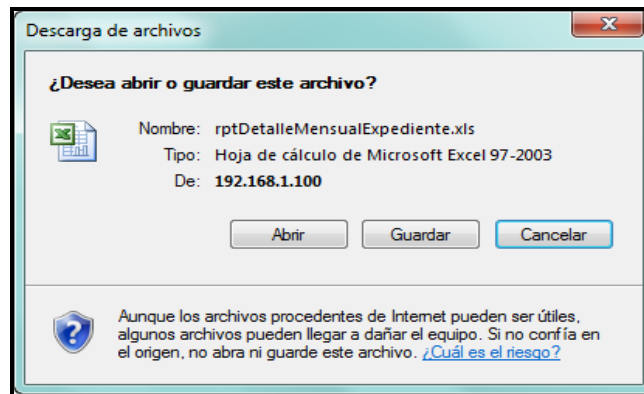 Descarga de archivos
¿Desea abrir o guardar este archivo?
Nombre: rptDetalleMensualExpediente.xls
Tipo: Hoja de cálculo de Microsoft Excel 97-2003
De: 192.168.1.100
Abrir Guardar Cancelar
Aunque los archivos procedentes de Internet pueden ser útiles,
algunos archivos pueden llegar a dañar el equipo. Si no confía en
el origen, no abra ni guarde este archivo. ¿Cuál es el riesgo?